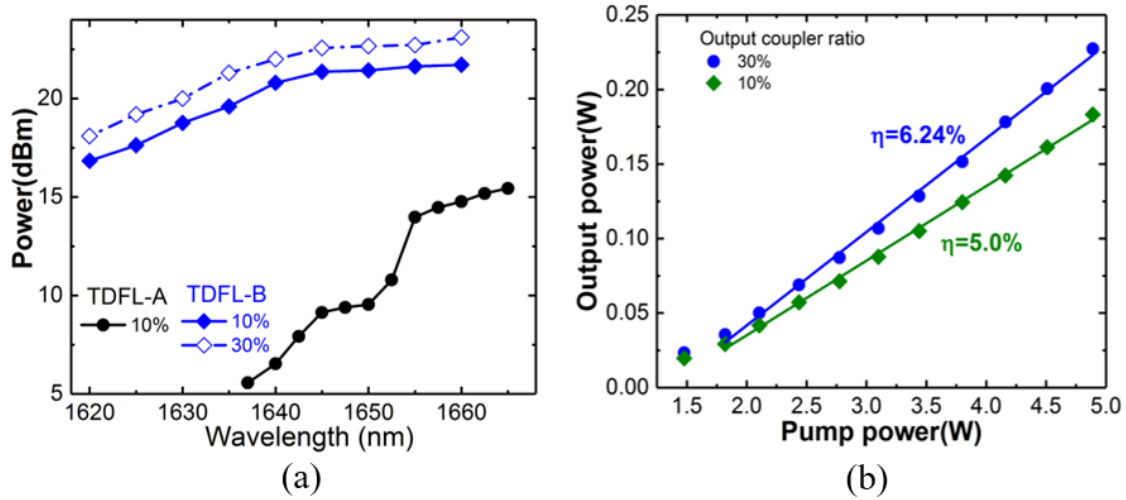 Power(dBm)
20
15
10
5
TDFL-A
10%
TDFL-B
10%
30%
1620 1630 1640 1650 1660
Wavelength (nm)
(a)
Output power(W)
0.25
0.20
0.15
0.10
0.05
0.00
Output coupler ratio
30%
10%
η=6.24%
η=5.0%
1.5 2.0 2.5 3.0 3.5 4.0 4.5 5.0
Pump power(W)
(b)